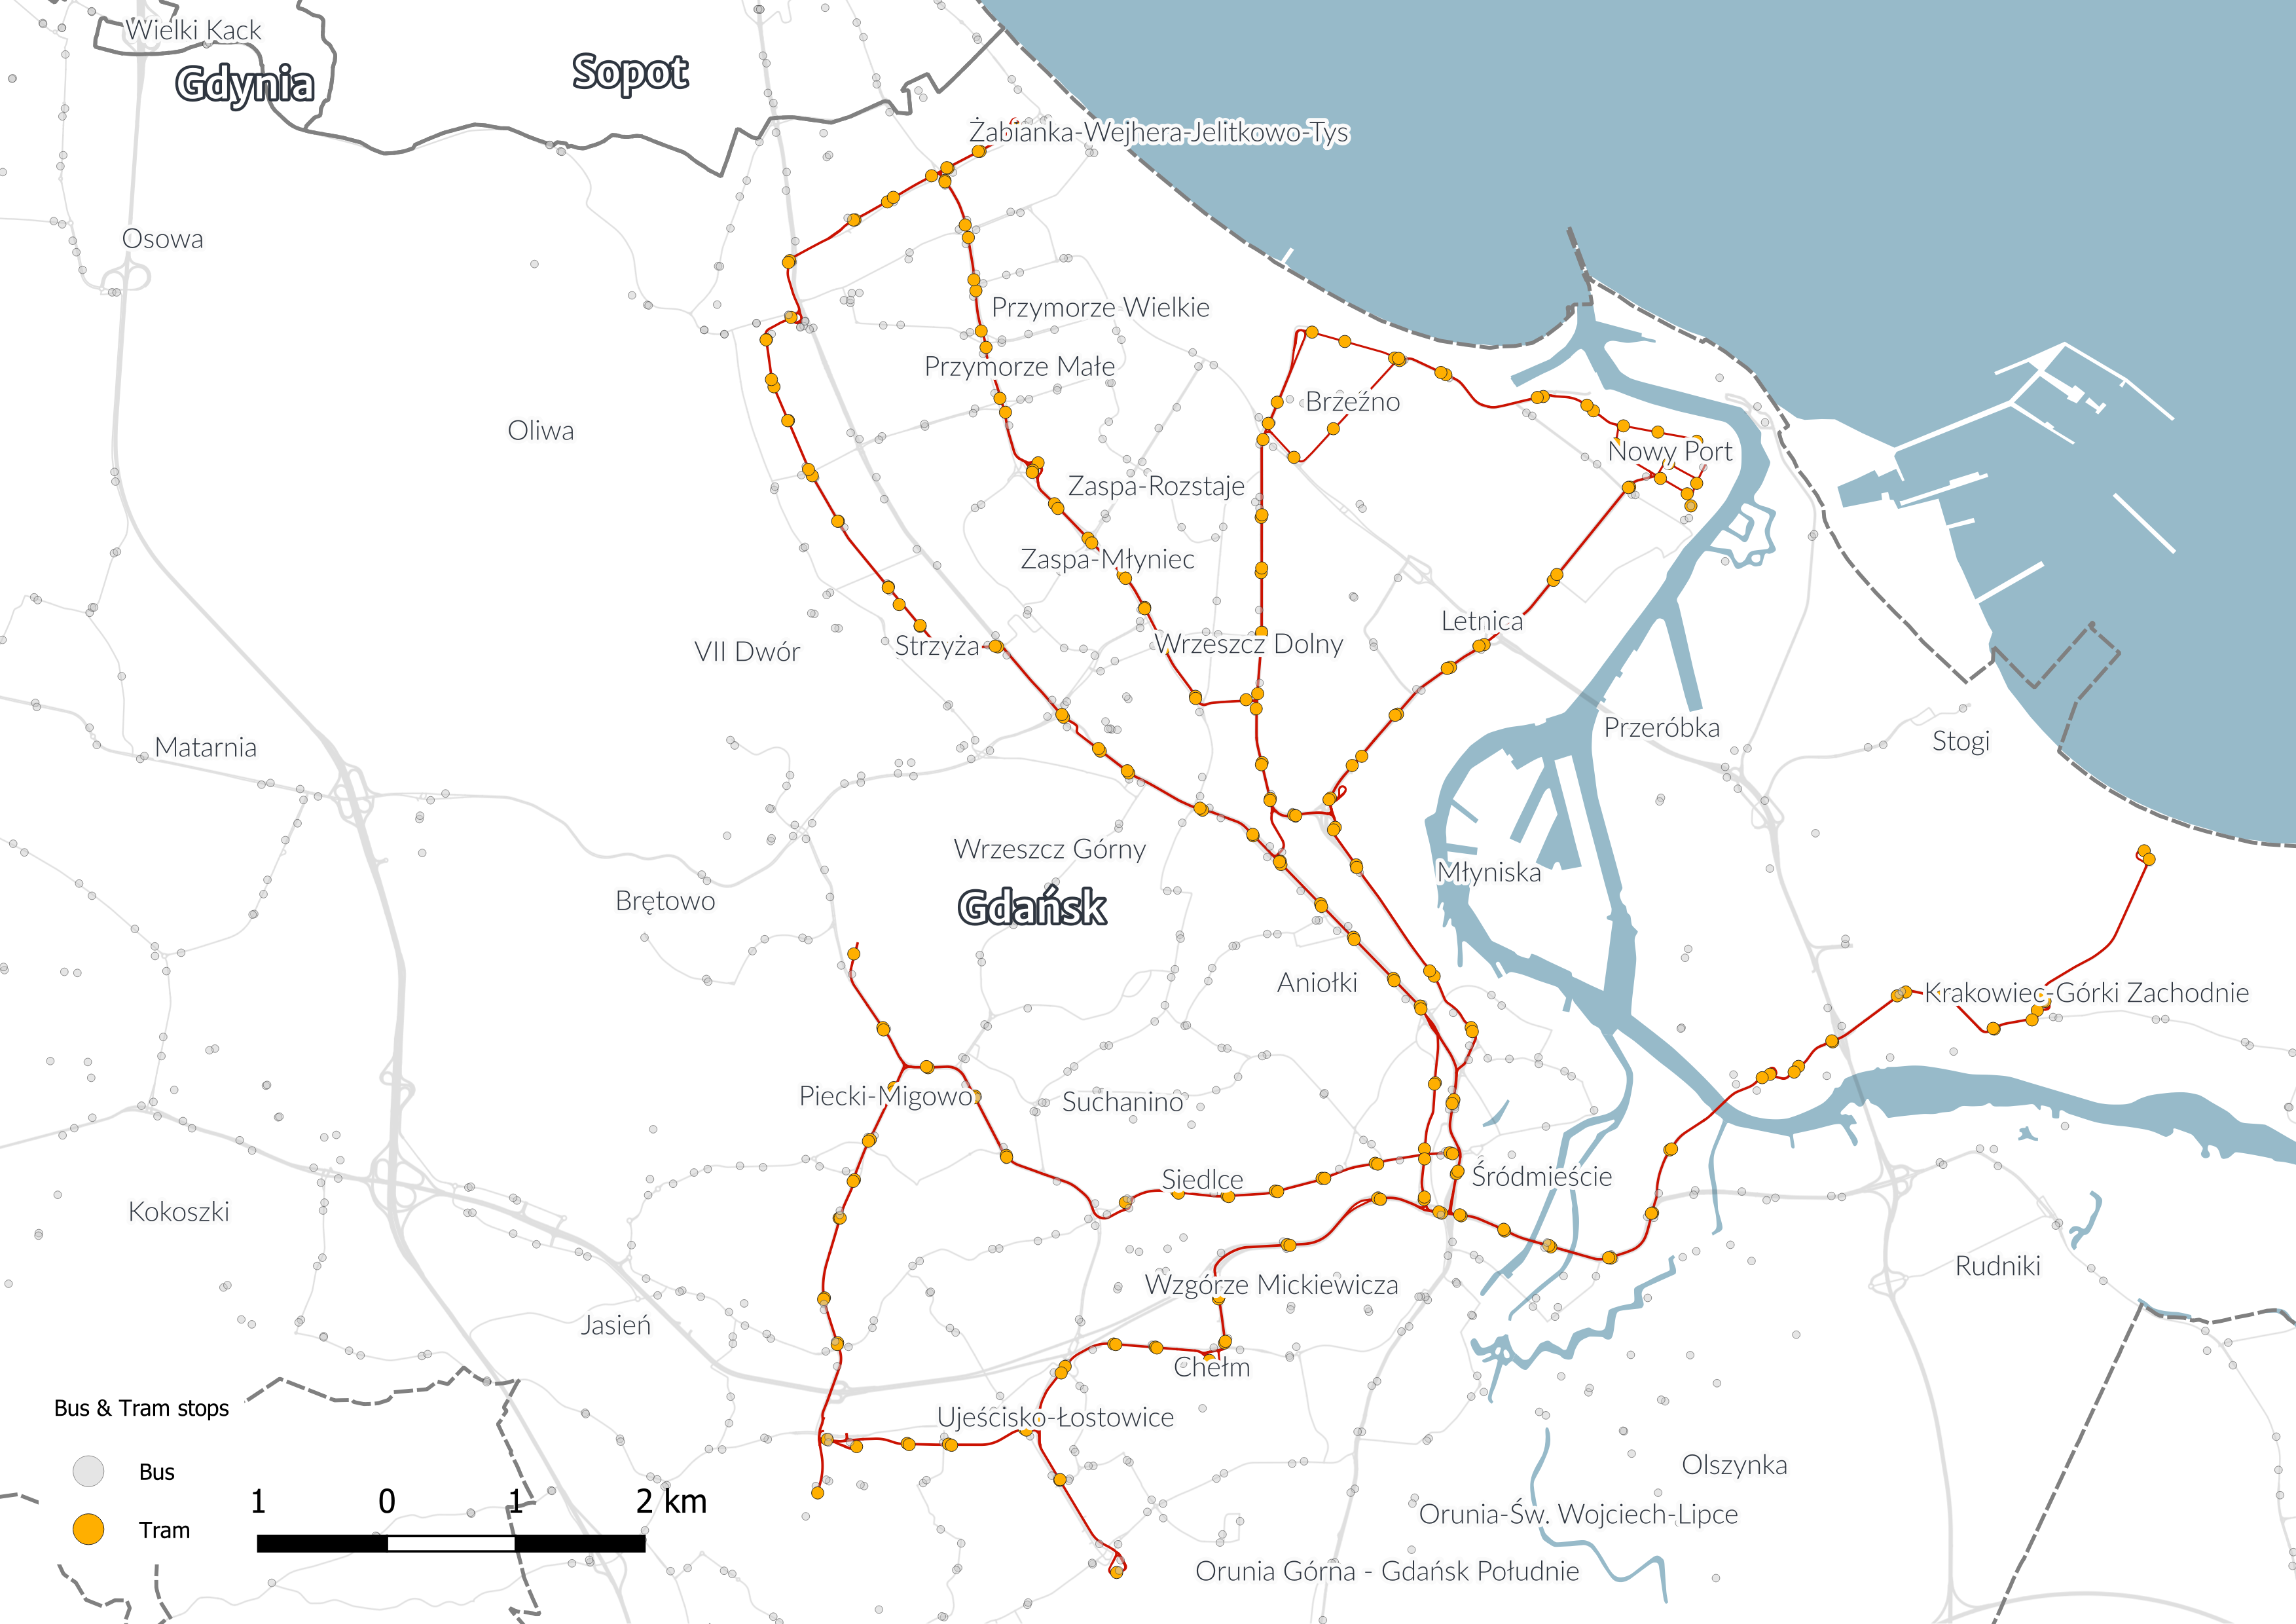 Wielki Kack
Gdynia
Sopot
Żabianka-Wejhera-Jelitkowo-Tys
Osowa
Przymorze Wielkie
Przymorze Małe
Brzeźno
Oliwa
Nowy Port
Zaspa-Rozstaje
Zaspa-Młyniec
Letnica
Strzyża
Wrzeszcz Dolny
VII Dwór
Przeróbka
Stogi
Matarnia
Wrzeszcz Górny
Młyniska
Brętowo
Gdańsk
Aniołki
Krakowiec-Górki Zachodnie
Piecki-Migowo
Suchanino
Siedlce
Śródmieście
Kokoszki
Rudniki
Wzgórze Mickiewicza
Jasień
Chełm
Bus & Tram stops
Ujeścisko-Łostowice
Olszynka
Bus
1 0 1 2 km
Orunia-Św. Wojciech-Lipce
Tram
Orunia Górna - Gdańsk Południe